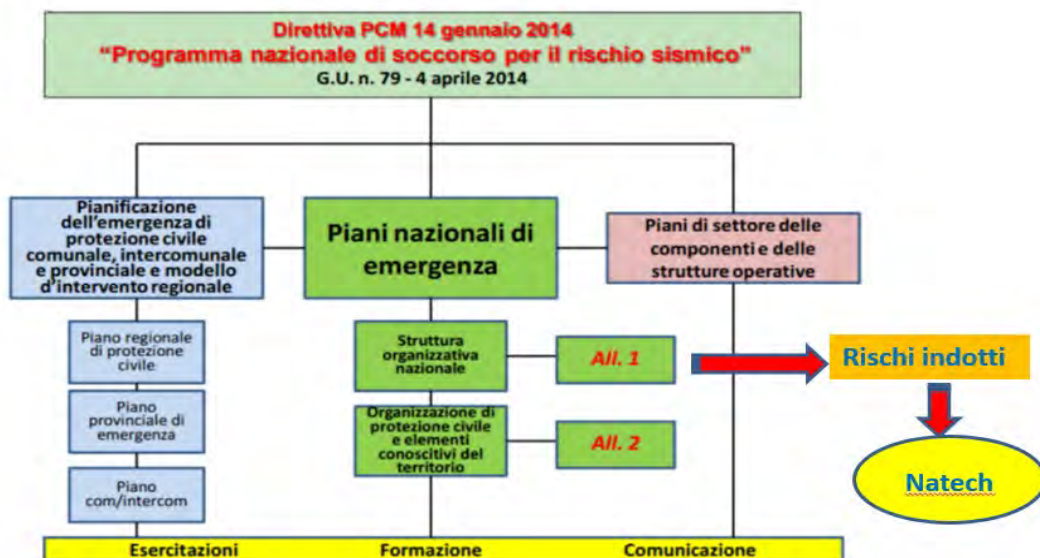 Direttiva PCM 14 gennaio 2014
“Programma nazionale di soccorso per il rischio sismico”
G.U. n. 79 - 4 aprile 2014
Pianificazione
dell’emergenza di
protezione civile
comunale, intercomunale
e provinciale e modello
d’intervento regionale
Piani nazionali di
emergenza
Piani di settore delle
componenti e delle
strutture operative
Piano regionale
di protezione
civile
Struttura
organizzativa
nazionale
All. 1
Rischi indotti
Piano
provinciale di
emergenza
Organizzazione di
protezione civile
e elementi
conoscitivi del
territorio
All. 2
Natech
Piano
com/intercom
Esercitazioni
Formazione
Comunicazione